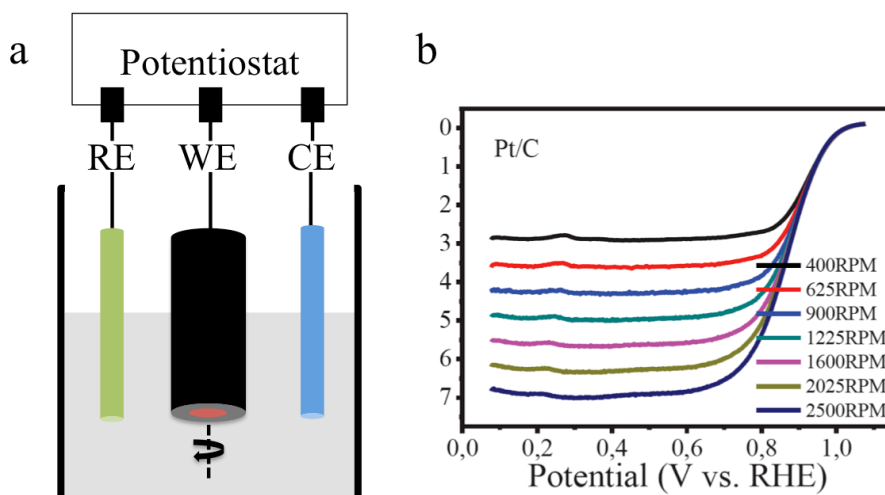 a
Potentiostat
RE WE CE
b
Pt/C
0
1
2
3
4
5
6
7
400RPM
625RPM
900RPM
1225RPM
1600RPM
2025RPM
2500RPM
0,0 0,2 0,4 0,6 0,8 1,0
Potential (V vs. RHE)